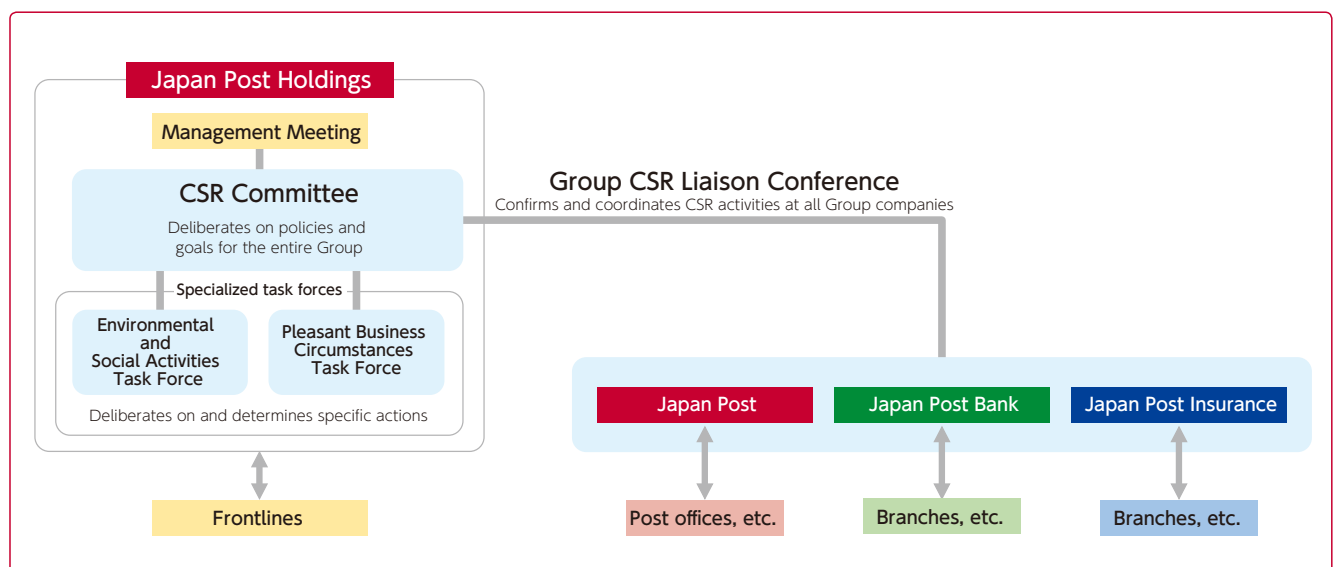 Japan Post Holdings
Management Meeting
CSR Committee
Deliberates on policies and
goals for the entire Group
Specialized task forces
Environmental
and
Social Activities
Task Force
Pleasant Business
Circumstances
Task Force
Deliberates on and determines specific actions
Frontlines
Group CSR Liaison Conference
Confirms and coordinates CSR activities at all Group companies
Japan Post
Japan Post Bank
Japan Post Insurance
Post offices, etc.
Branches, etc.
Branches, etc.